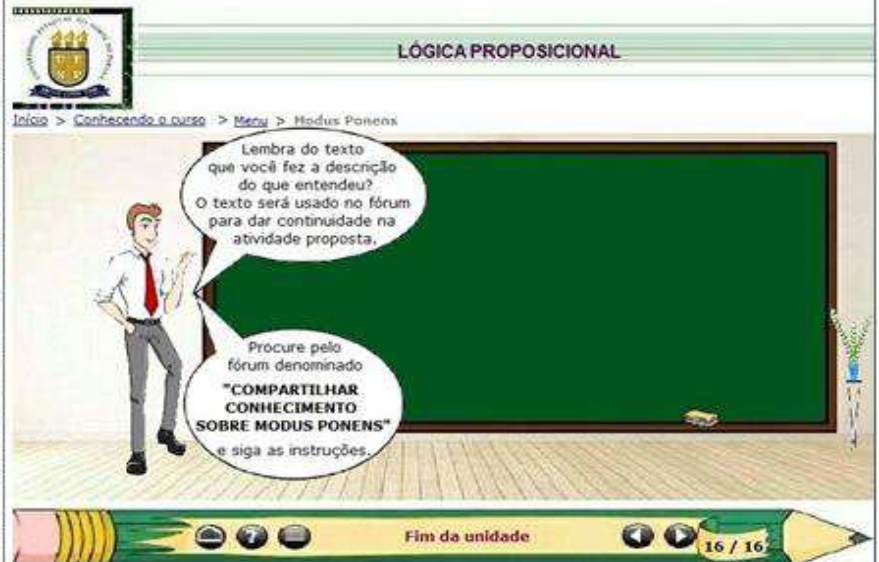 LÓGICA PROPOSICIONAL
Início > Conhecendo o curso > Menu > Modus Ponens
Lembra do texto
que você fez a descrição
do que entendeu?
O texto será usado no fórum
para dar continuidade na
atividade proposta.
Procure pelo
fórum denominado
"COMPARTILHAR
CONHECIMENTO
SOBRE MODUS PONENS"
e siga as instruções.
?
Fim da unidade
16 / 16